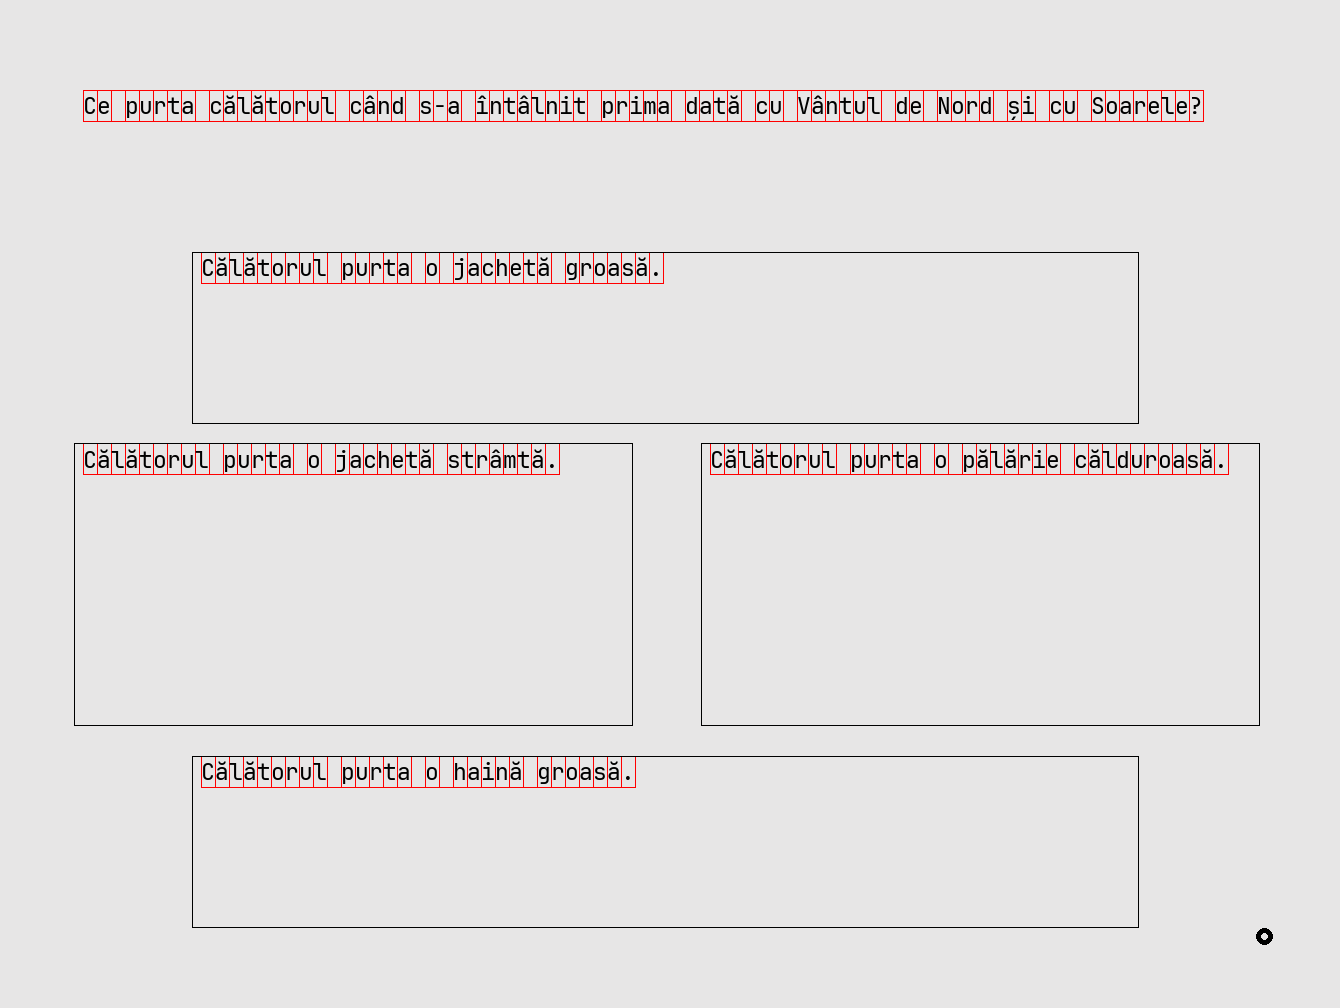 Ce purta călătorul când s-a întâlnit prima dată cu Vântul de Nord și cu Soarele?
Călătorul purta o jachetă groasă.
Călătorul purta o jachetă strâmtă.
Călătorul purta o pălărie călduroasă.
Călătorul purta o haină groasă.